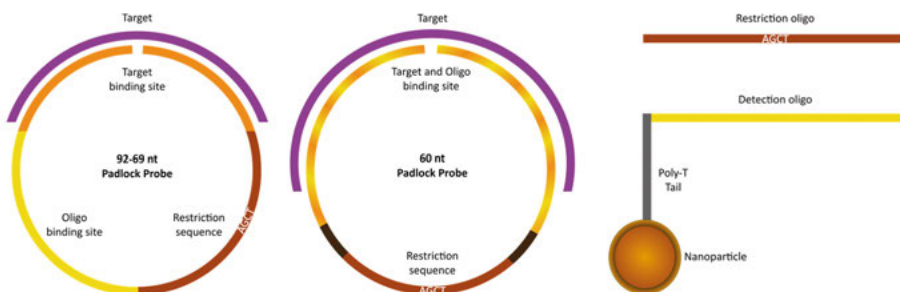 Target
Target
binding site
92-69 nt
Padlock Probe
Oligo
binding site
Restriction
sequence
AGCT
Target
Target and Oligo
binding site
60 nt
Padlock Probe
Restriction
sequence
AGCT
Restriction oligo
AGCT
Detection oligo
Poly-T
Tail
Nanoparticle